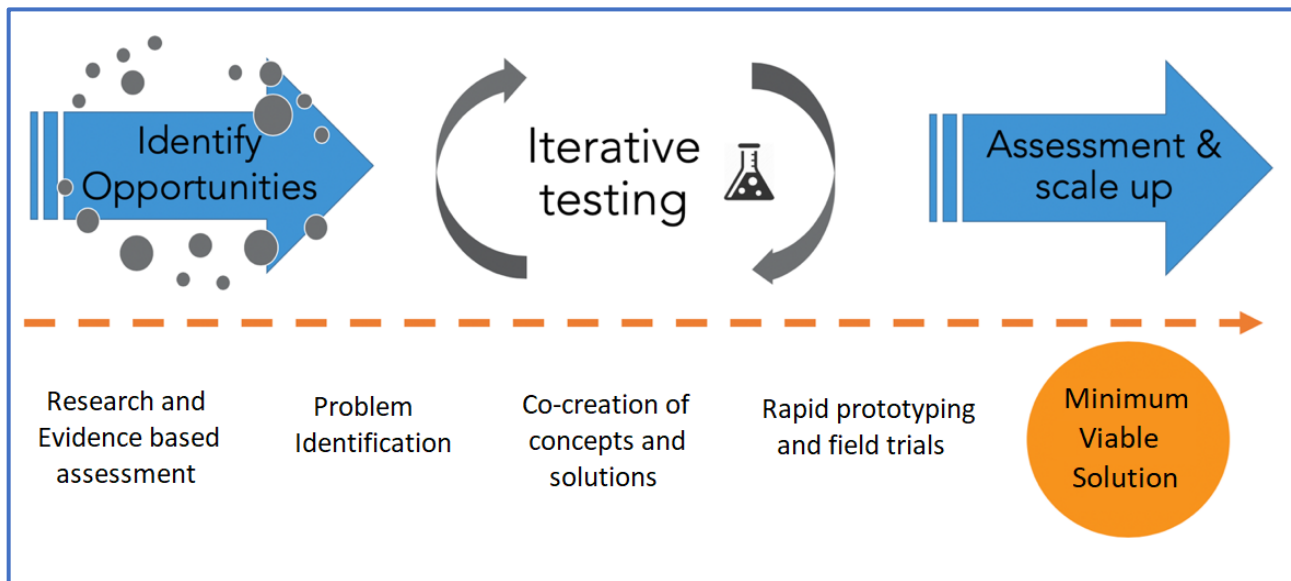 Identify
Opportunities
Iterative
testing
Assessment &
scale up
Research and
Evidence based
assessment
Problem
Identification
Co-creation of
concepts and
solutions
Rapid prototyping
and field trials
Minimum
Viable
Solution